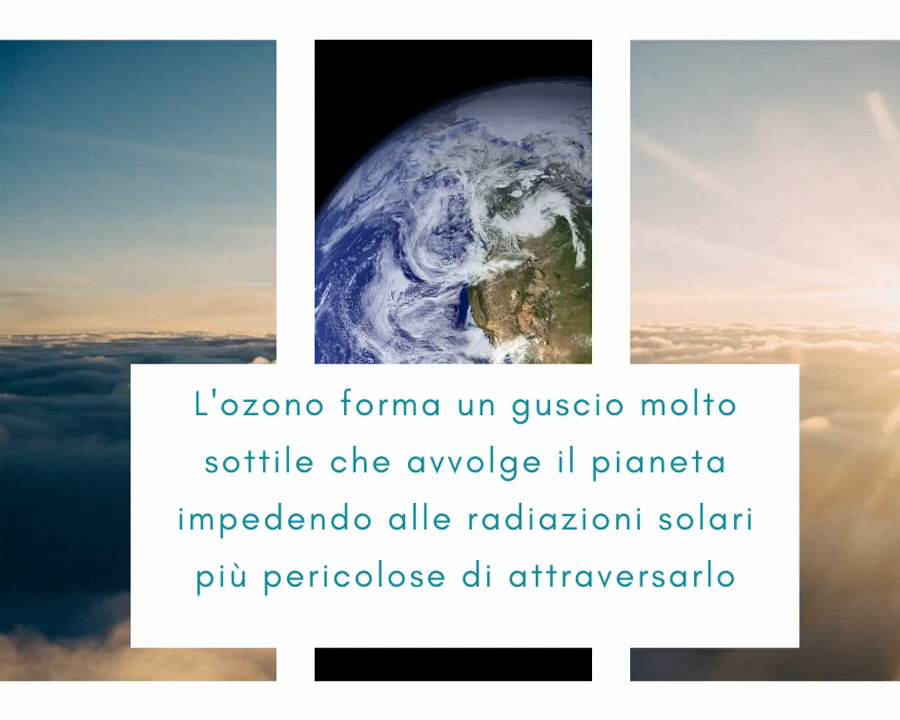 L'ozono forma un guscio molto
sottile che avvolge il pianeta
impedendo alle radiazioni solari
più pericolose di attraversarlo